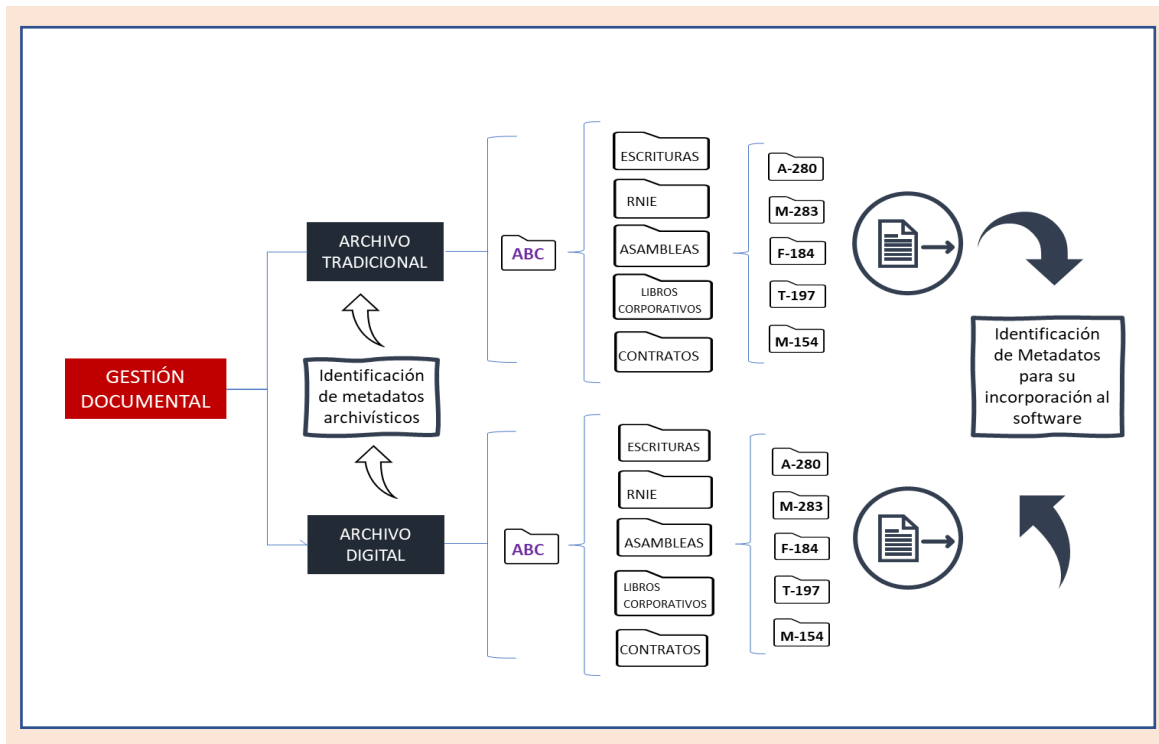 GESTIÓN
DOCUMENTAL
ARCHIVO
TRADICIONAL
Identificación
de metadatos
archivísticos
ARCHIVO
DIGITAL
ABC
ESCRITURAS
RNIE
ASAMBLEAS
LIBROS
CORPORATIVOS
CONTRATOS
A-280
M-283
F-184
T-197
M-154
ABC
ESCRITURAS
RNIE
ASAMBLEAS
LIBROS
CORPORATIVOS
CONTRATOS
A-280
M-283
F-184
T-197
M-154
Identificación
de Metadatos
para su
incorporación al
software